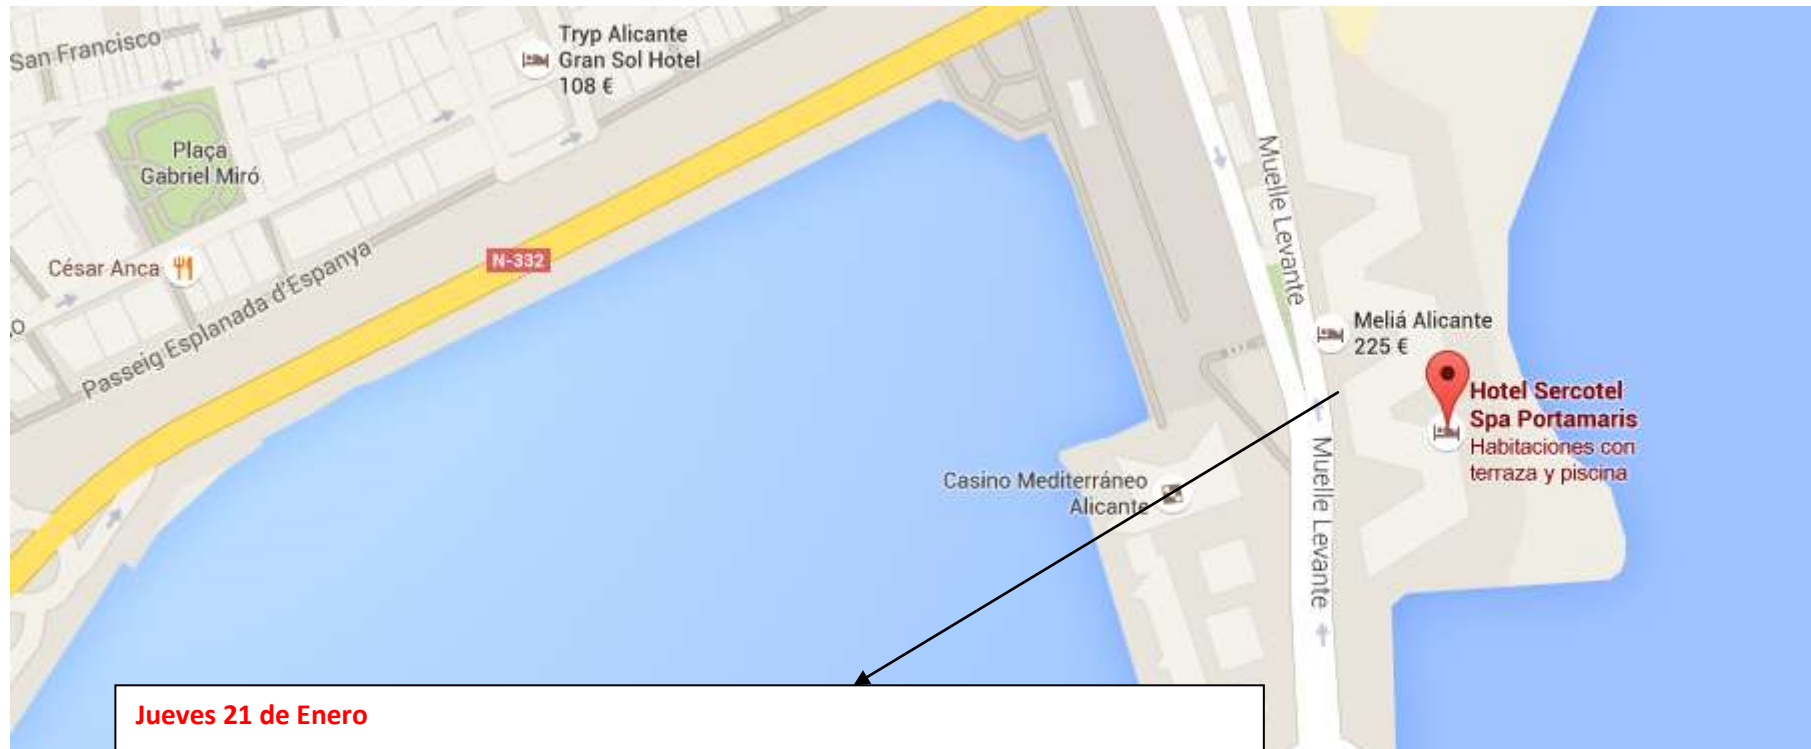 San Francisco
Tryp Alicante
Gran Sol Hotel
108 €
Plaça
Gabriel Miró
César Anca
Passeig Esplanada d'Espanya
N-332
Muelle Levante
Meliá Alicante
225 €
Hotel Sercotel
Spa Portamaris
Habitaciones con
terraza y piscina
Casino Mediterráneo
Alicante
Muelle Levante
Jueves 21 de Enero